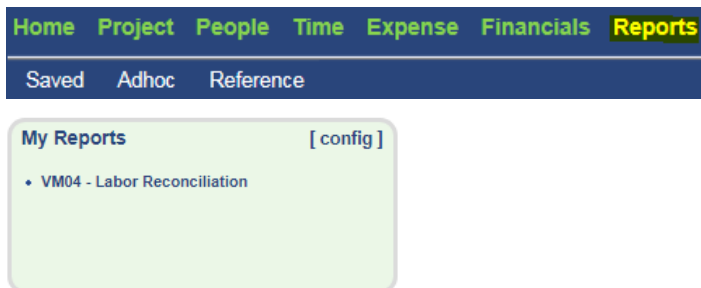 Home Project People Time Expense Financials Reports
Saved Adhoc Reference
My Reports [ config ]
• VM04 - Labor Reconciliation